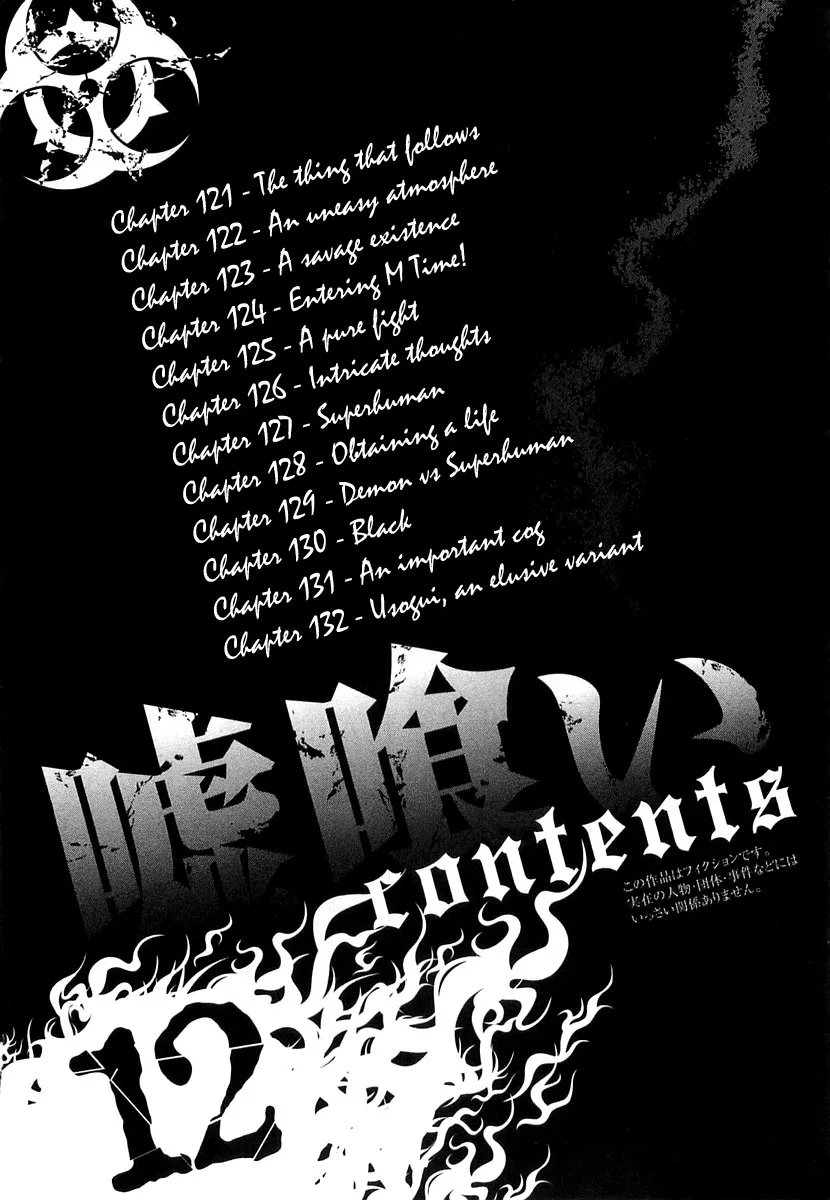 Chapter 121 - The thing that follows
Chapter 122 - An uneasy atmosphere
Chapter 123 - A savage existence
Chapter 124 - Entering M Time!
Chapter 125 - A pure fight
Chapter 126 - Intricate thoughts
Chapter 127 - Superhuman
Chapter 128 - Obtaining a life
Chapter 129 - Demon vs Superhuman
Chapter 130 - Black
Chapter 131 - An important cog
Chapter 132 - Usogui, an elusive variant
嘘喰い
contents
この作品はフィクションです。
実在の人物・団体・事件などには
いっさい関係ありません。
12